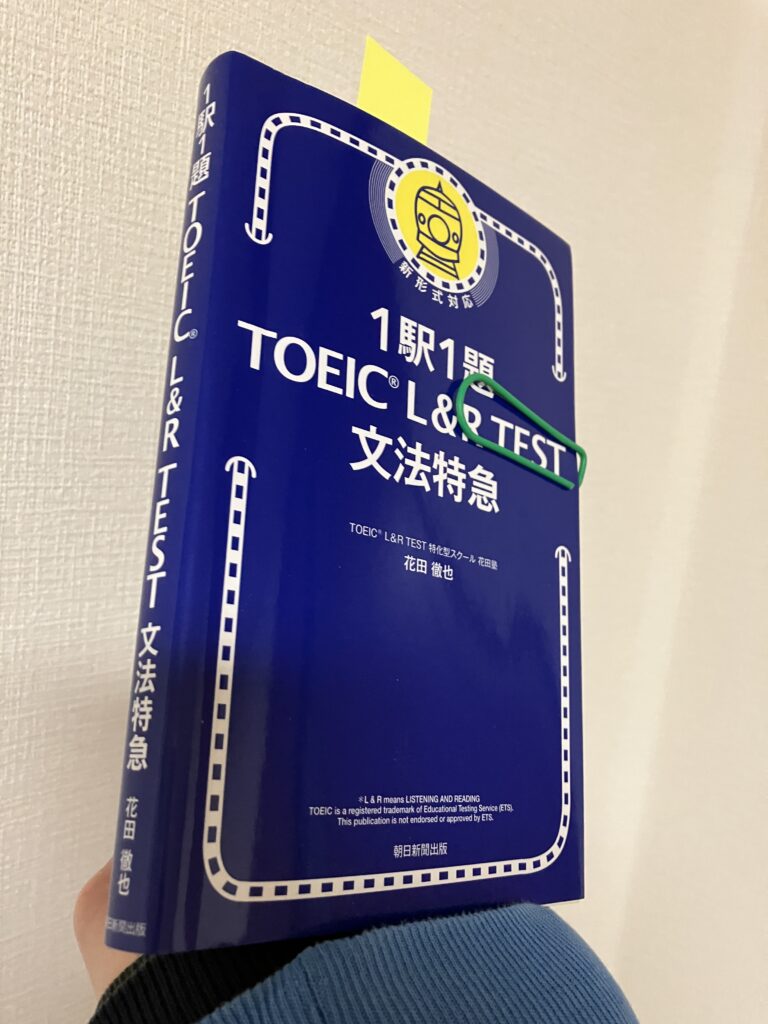 1駅1題 TOEIC® L&R TEST 文法特急 花田 徹也
日新聞出版
新形式対応
1駅1題
TOEIC® L&R TEST
文法特急
TOEIC® L&R TEST 特化型スクール 花田塾
花田 徹也
*L & R means LISTENING AND READING
TOEIC is a registered trademark of Educational Testing Service (ETS).
This publication is not endorsed or approved by ETS.
朝日新聞出版